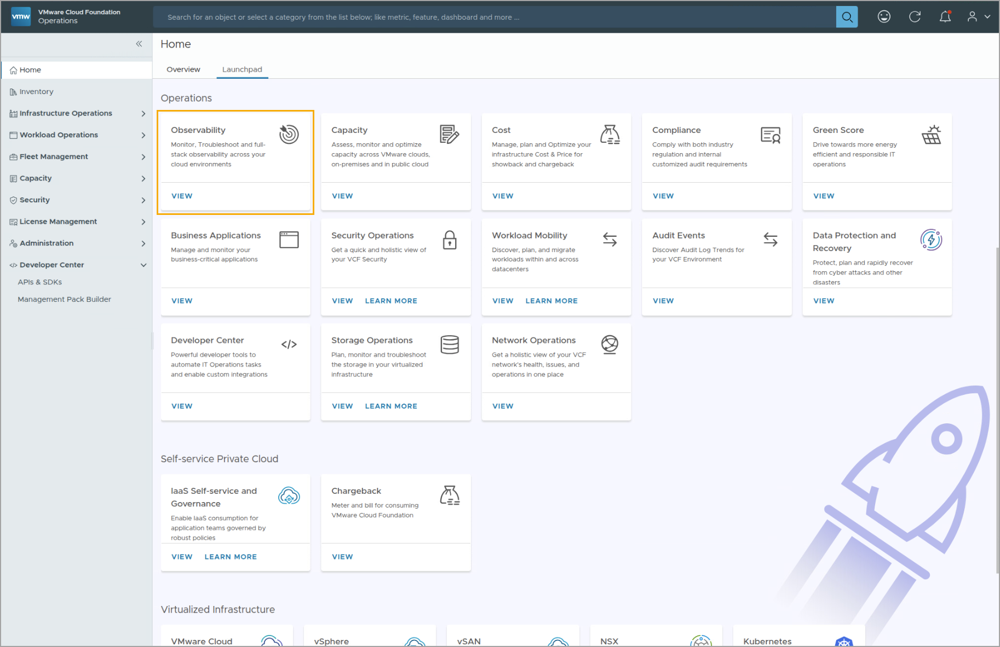 vmw
VMware Cloud Foundation
Operations
Search for an object or select a category from the list below; like metric, feature, dashboard and more ...
Home
Inventory
Infrastructure Operations
Workload Operations
Fleet Management
Capacity
Security
License Management
Administration
Developer Center
APIs & SDKs
Management Pack Builder
Home
Overview
Launchpad
Operations
Observability
Monitor, Troubleshoot and full-
stack observability across your
cloud environments
VIEW
Capacity
Assess, monitor and optimize
capacity across VMware clouds,
on-premises and in public cloud
VIEW
Cost
Manage, plan and Optimize your
infrastructure Cost & Price for
showback and chargeback
VIEW
Compliance
Comply with both industry
regulation and internal
customized audit requirements
VIEW
Green Score
Drive towards more energy
efficient and responsible IT
operations
VIEW
Business Applications
Manage and monitor your
business-critical applications
VIEW
Security Operations
Get a quick and holistic view of
your VCF Security
VIEW LEARN MORE
Workload Mobility
Discover, plan, and migrate
workloads within and across
datacenters
VIEW LEARN MORE
Audit Events
Discover Audit Log Trends for
your VCF Environment
VIEW
Data Protection and
Recovery
Protect, plan and rapidly recover
from cyber attacks and other
disasters
VIEW
Developer Center
Powerful developer tools to
automate IT Operations tasks
and enable custom integrations
VIEW
Storage Operations
Plan, monitor and troubleshoot
the storage in your virtualized
infrastructure
VIEW LEARN MORE
Network Operations
Get a holistic view of your VCF
network's health, issues, and
operations in one place
VIEW
Self-service Private Cloud
IaaS Self-service and
Governance
Enable IaaS consumption for
application teams governed by
robust policies
VIEW LEARN MORE
Chargeback
Meter and bill for consuming
VMware Cloud Foundation
VIEW
Virtualized Infrastructure
VMware Cloud
vSphere
vSAN
NSX
Kubernetes